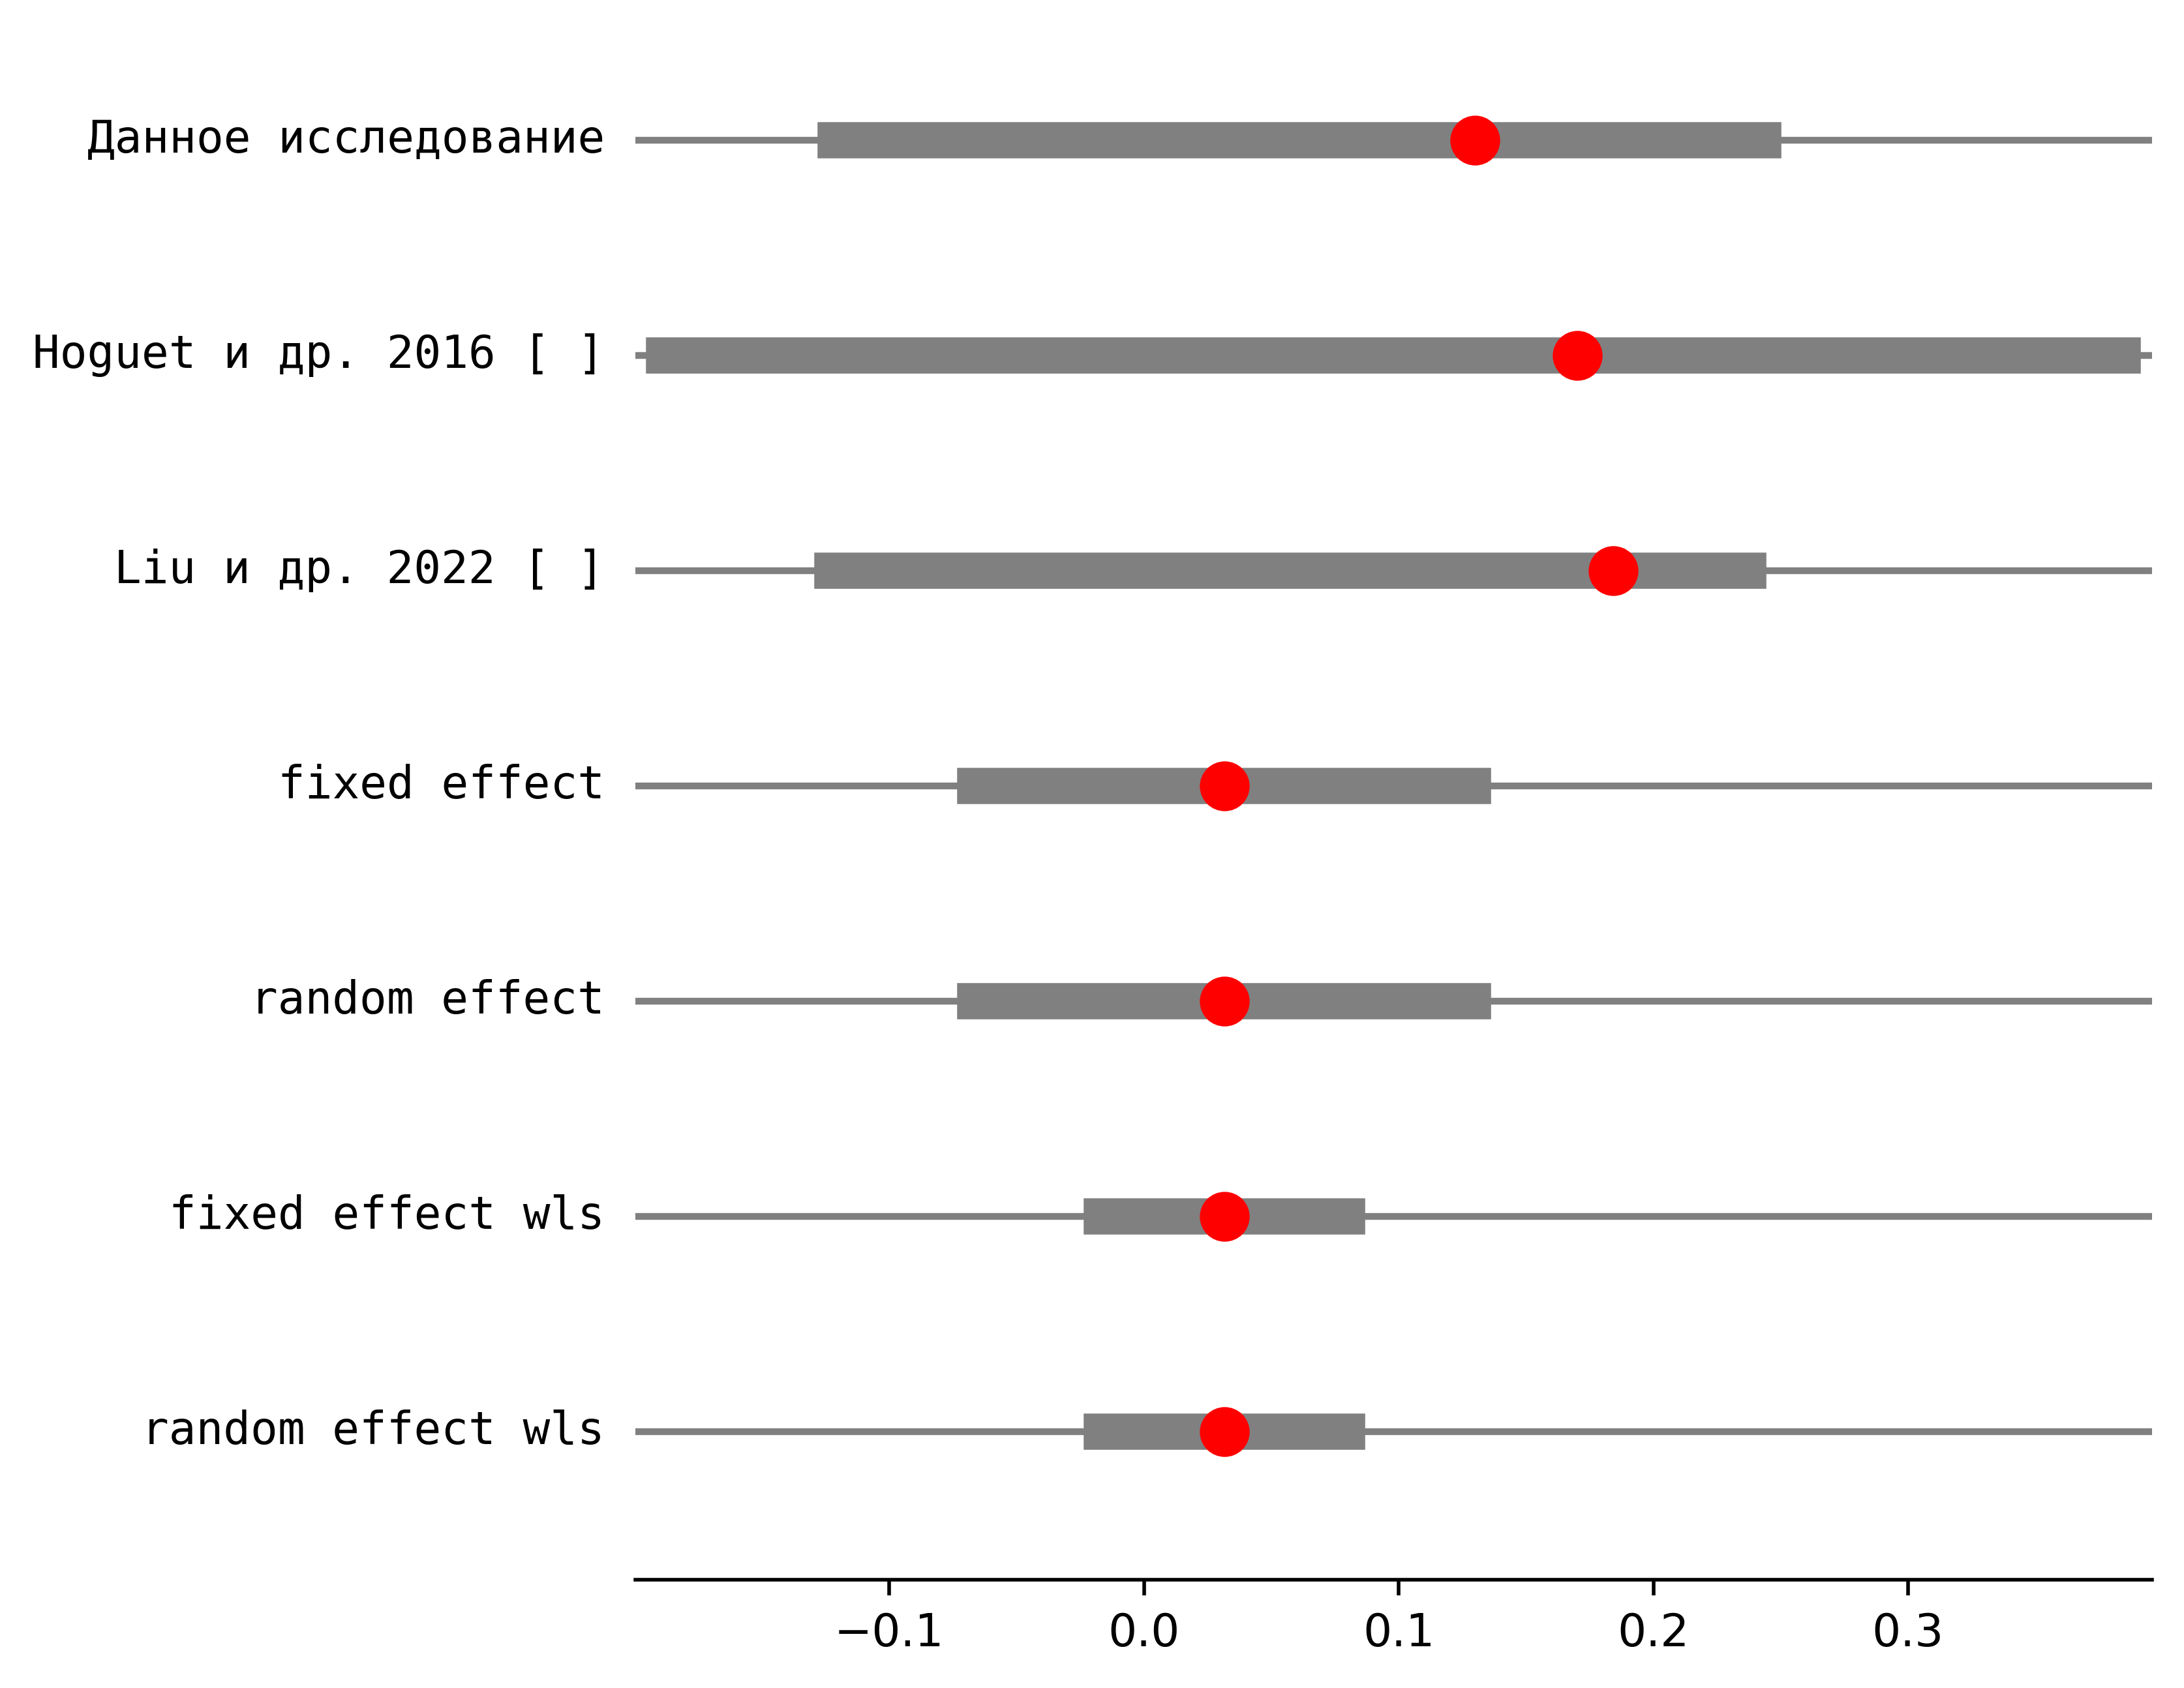 Данное исследование
Hoguet и др. 2016 [ ]
Liu и др. 2022 [ ]
fixed effect
random effect
fixed effect wls
random effect wls
−0.1 0.0 0.1 0.2 0.3